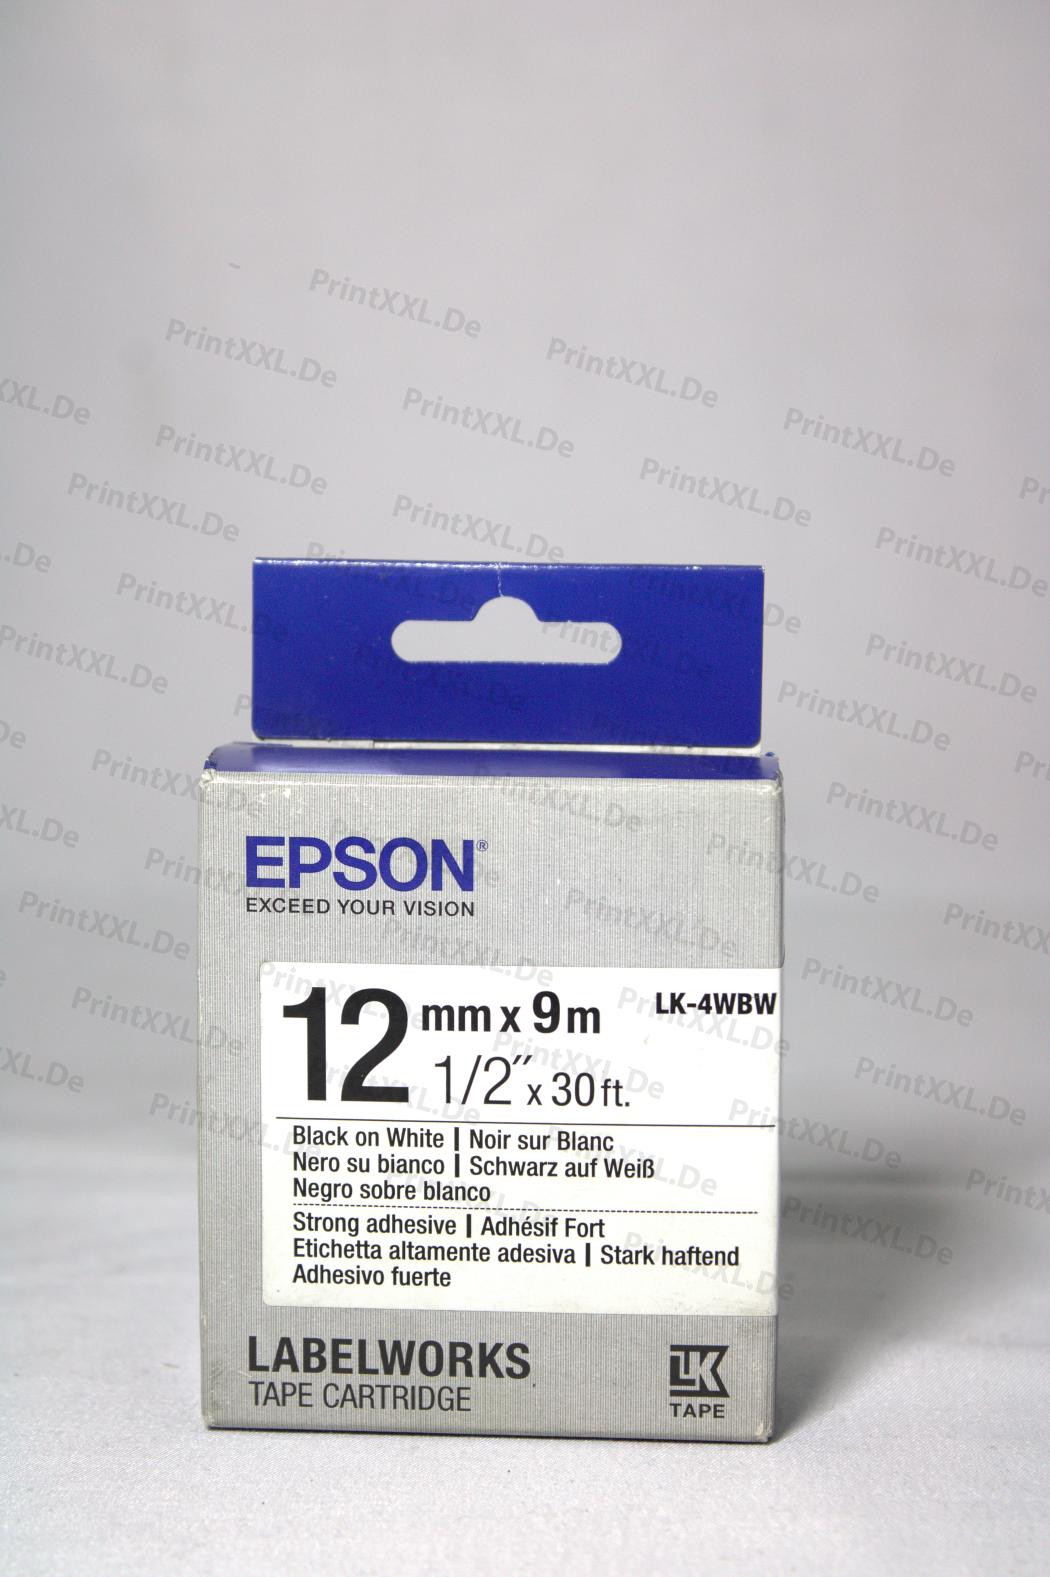 EPSON®
EXCEED YOUR VISION
12 mm x 9 m LK-4WBW
1/2″ x 30 ft.
Black on White | Noir sur Blanc
Nero su bianco | Schwarz auf Weiß
Negro sobre blanco
Strong adhesive | Adhésif Fort
Etichetta altamente adesiva | Stark haftend
Adhesivo fuerte
LABELWORKS
TAPE CARTRIDGE
LK
TAPE
PrintXXL.De